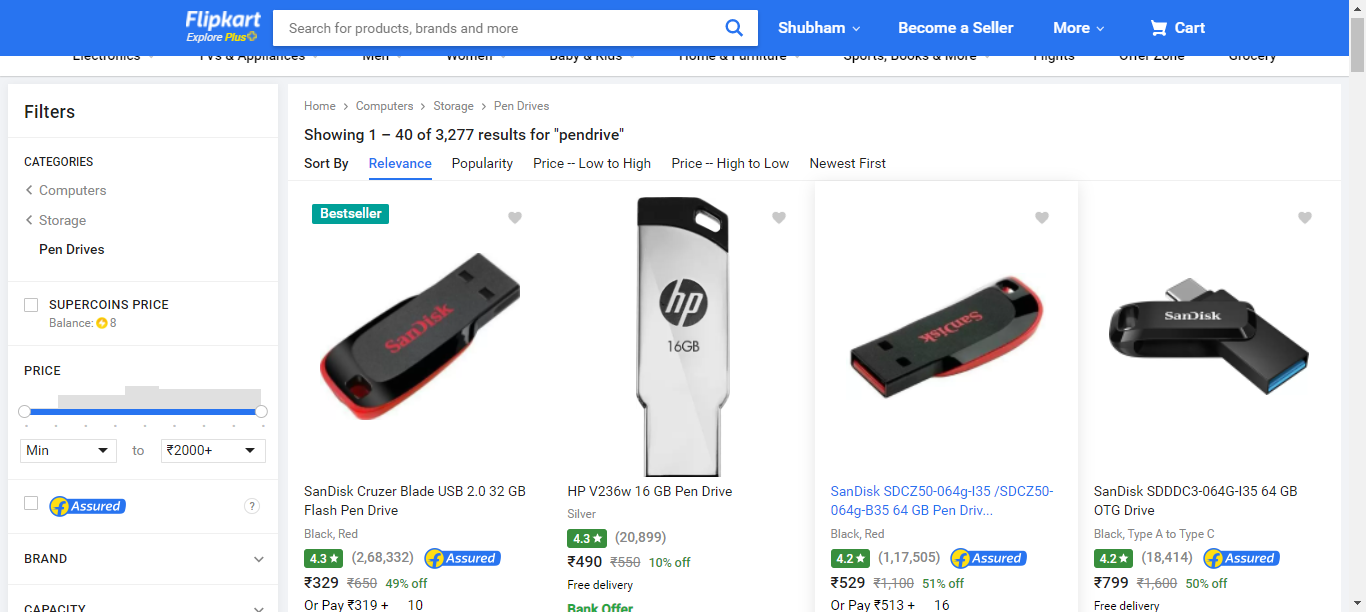 Flipkart
Explore Plus
Search for products, brands and more
Shubham
Become a Seller
More
Cart
Electronics
TVs & Appliances
Men
Women
Baby & Kids
Home & Furniture
Sports, Books & More
Flights
Offer Zone
Grocery
Filters
CATEGORIES
Computers
Storage
Pen Drives
SUPERCOINS PRICE
Balance: 8
PRICE
Min
to
₹2000+
Assured
?
BRAND
CAPACITY
Home > Computers > Storage > Pen Drives
Showing 1 – 40 of 3,277 results for "pendrive"
Sort By Relevance Popularity Price -- Low to High Price -- High to Low Newest First
Bestseller
SanDisk
SanDisk Cruzer Blade USB 2.0 32 GB
Flash Pen Drive
Black, Red
4.3★ (2,68,332) Assured
₹329 ₹650 49% off
Or Pay ₹319 + 10
hp
16GB
HP V236w 16 GB Pen Drive
Silver
4.3★ (20,899)
₹490 ₹550 10% off
Free delivery
Bank Offer
SanDisk
SanDisk SDCZ50-064g-I35 /SDCZ50-
064g-B35 64 GB Pen Driv...
Black, Red
4.2★ (1,17,505) Assured
₹529 ₹1,100 51% off
Or Pay ₹513 + 16
SanDisk
SanDisk SDDDC3-064G-I35 64 GB
OTG Drive
Black, Type A to Type C
4.2★ (18,414) Assured
₹799 ₹1,600 50% off
Free delivery